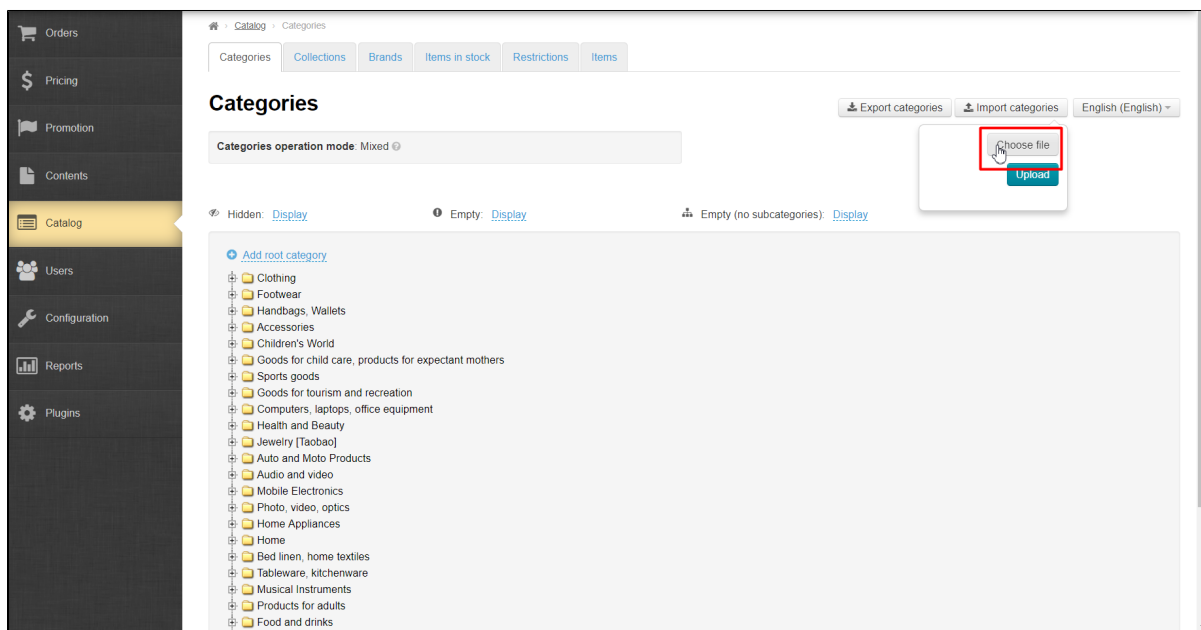 Orders
Pricing
Promotion
Contents
Catalog
Users
Configuration
Reports
Plugins
Catalog Categories
Categories Collections Brands Items in stock Restrictions Items
Categories
Export categories Import categories English (English)
Categories operation mode: Mixed
Choose file
Upload
Hidden: Display Empty: Display Empty (no subcategories): Display
Add root category
Clothing
Footwear
Handbags, Wallets
Accessories
Children's World
Goods for child care, products for expectant mothers
Sports goods
Goods for tourism and recreation
Computers, laptops, office equipment
Health and Beauty
Jewelry [Taobao]
Auto and Moto Products
Audio and video
Mobile Electronics
Photo, video, optics
Home Appliances
Home
Bed linen, home textiles
Tableware, kitchenware
Musical Instruments
Products for adults
Food and drinks